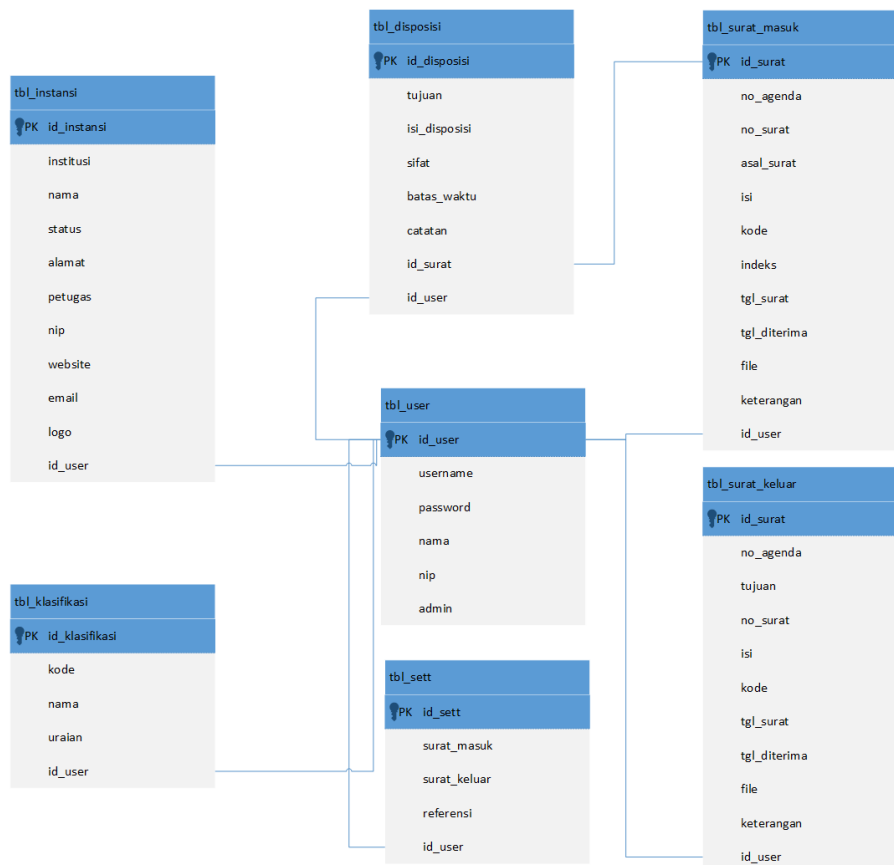 tbl_instansi
PK id_instansi
institusi
nama
status
alamat
petugas
nip
website
email
logo
id_user
tbl_klasifikasi
PK id_klasifikasi
kode
nama
uraian
id_user
tbl_disposisi
PK id_disposisi
tujuan
isi_disposisi
sifat
batas_waktu
catatan
id_surat
id_user
tbl_user
PK id_user
username
password
nama
nip
admin
tbl_sett
PK id_sett
surat_masuk
surat_keluar
referensi
id_user
tbl_surat_masuk
PK id_surat
no_agenda
no_surat
asal_surat
isi
kode
indeks
tgl_surat
tgl_diterima
file
keterangan
id_user
tbl_surat_keluar
PK id_surat
no_agenda
tujuan
no_surat
isi
kode
tgl_surat
tgl_diterima
file
keterangan
id_user